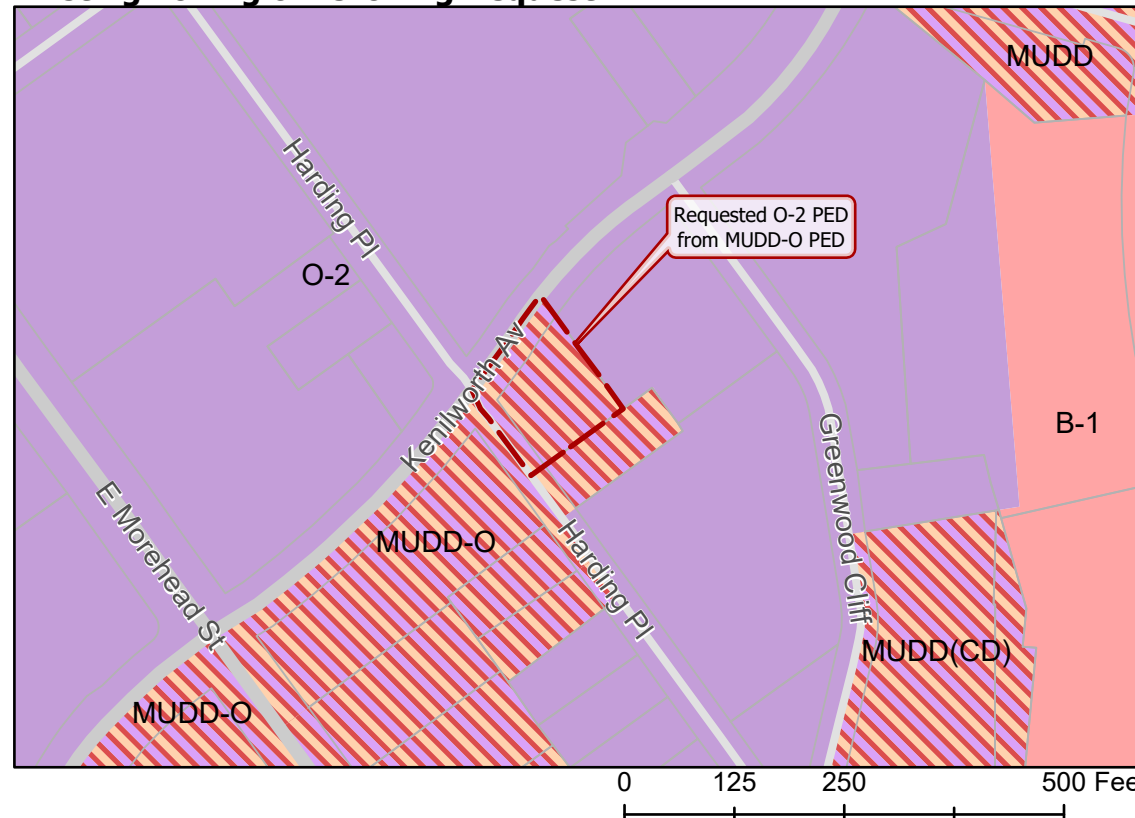 MUDD
Harding Pl
Requested O-2 PED
from MUDD-O PED
O-2
Kenilworth Av
B-1
Greenwood Cliff
E Morehead St
MUDD-O
Harding Pl
MUDD(CD)
MUDD-O
0 125 250 500 Fee